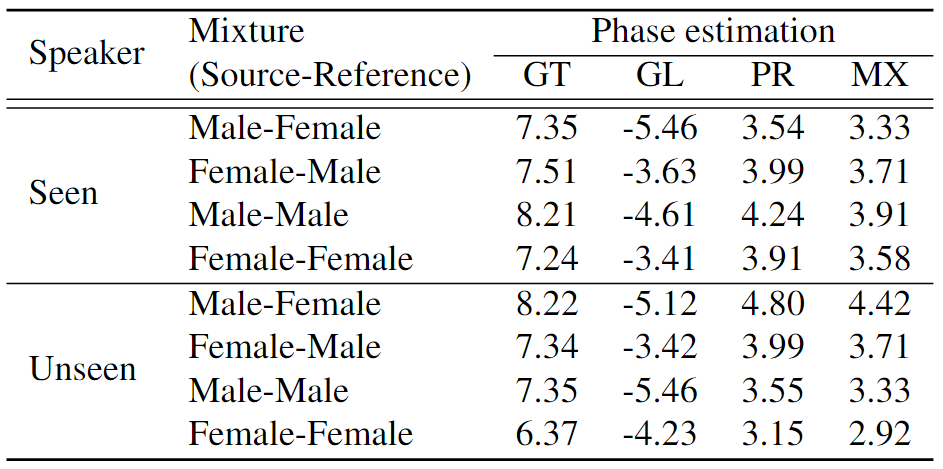 Speaker Mixture (Source-Reference) Phase estimation
GT GL PR MX
Seen
Male-Female 7.35 -5.46 3.54 3.33
Female-Male 7.51 -3.63 3.99 3.71
Male-Male 8.21 -4.61 4.24 3.91
Female-Female 7.24 -3.41 3.91 3.58
Unseen
Male-Female 8.22 -5.12 4.80 4.42
Female-Male 7.34 -3.42 3.99 3.71
Male-Male 7.35 -5.46 3.55 3.33
Female-Female 6.37 -4.23 3.15 2.92